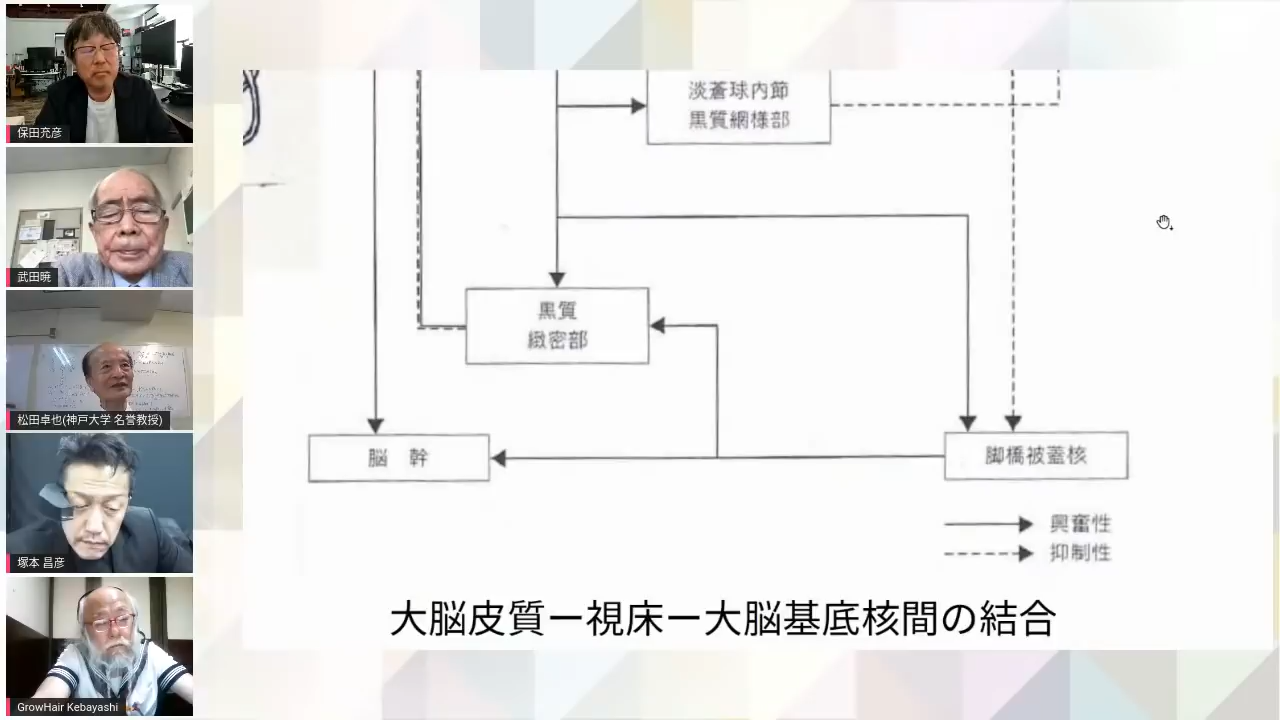 保田充彦
武田暁
松田卓也(神戸大学 名誉教授)
塚本 昌彦
GrowHair Kebayashi
淡蒼球内節
黒質網様部
黒質
緻密部
脳 幹
脚橋被蓋核
興奮性
抑制性
大脳皮質ー視床ー大脳基底核間の結合